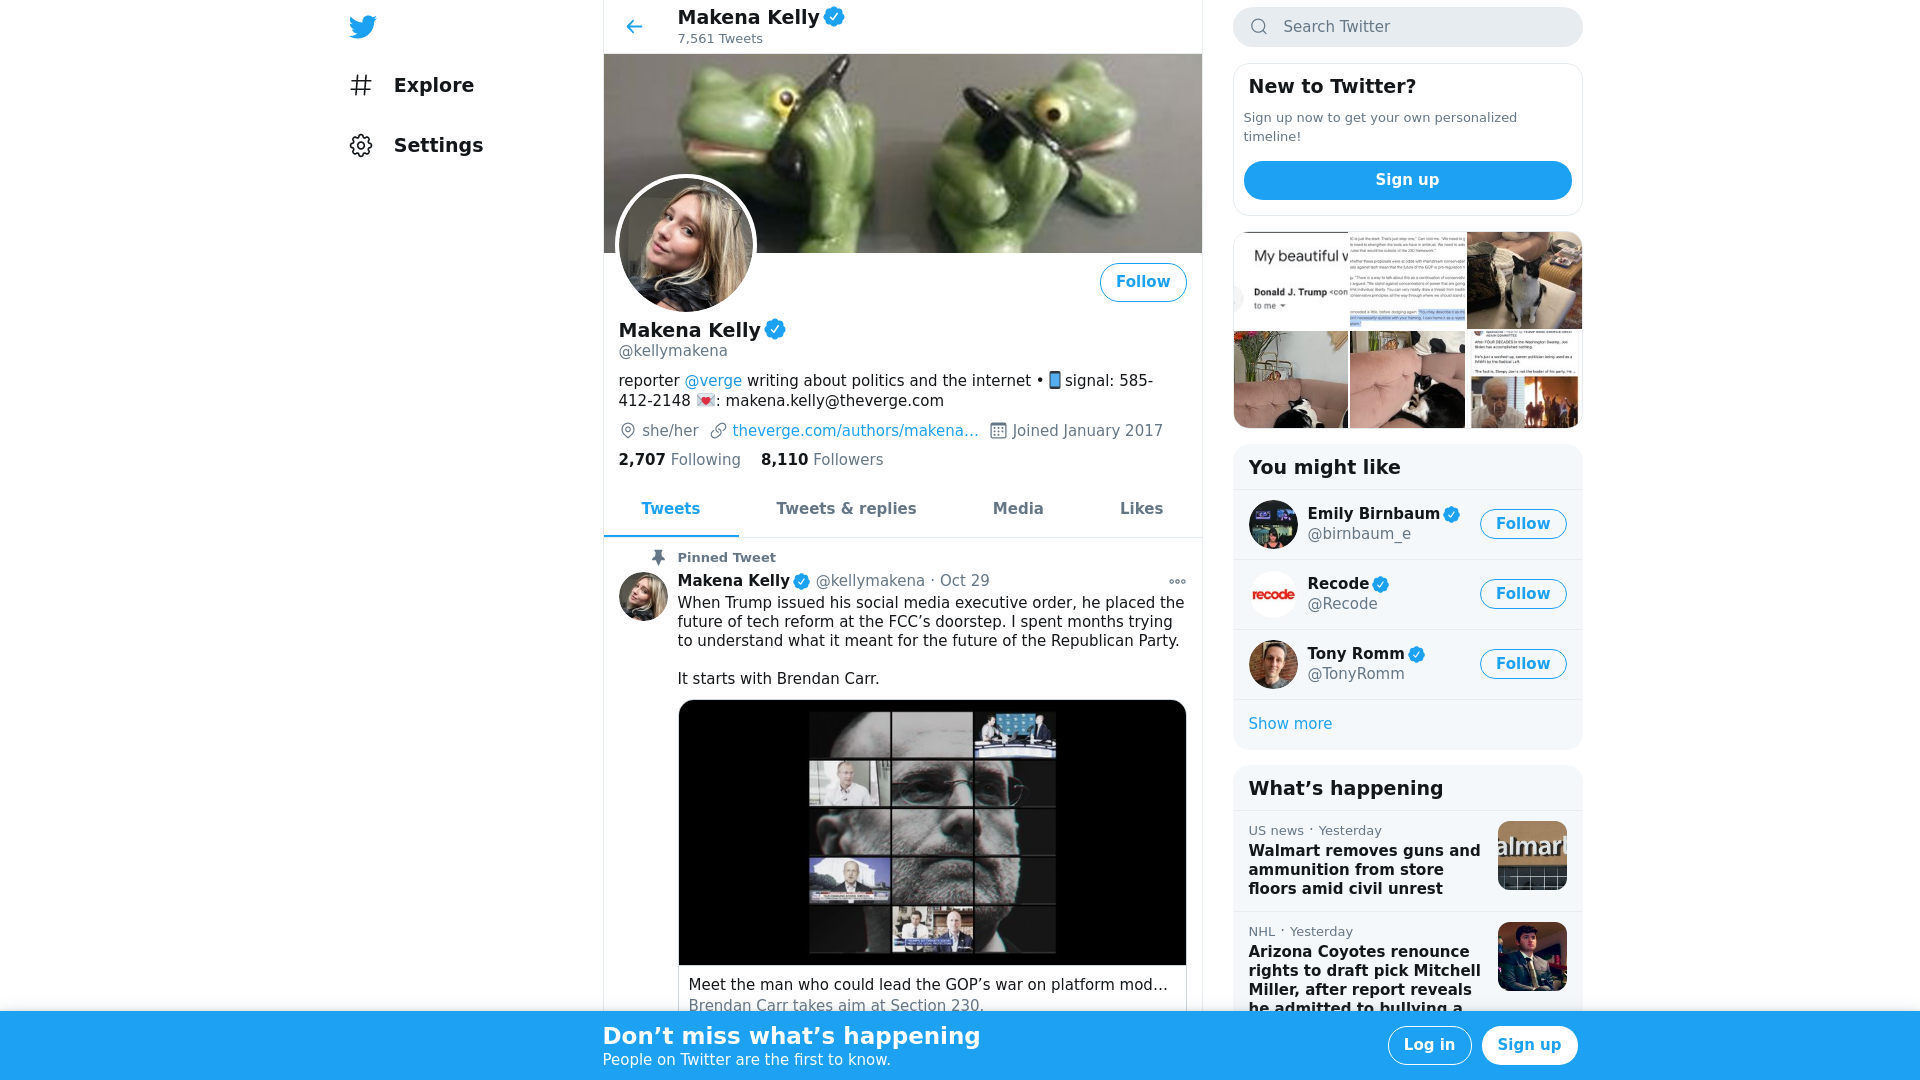 Explore
Settings
Makena Kelly
7,561 Tweets
Follow
Makena Kelly
@kellymakena
reporter @verge writing about politics and the internet • signal: 585-
412-2148 : makena.kelly@theverge.com
she/her theverge.com/authors/makena… Joined January 2017
2,707 Following 8,110 Followers
Tweets Tweets & replies Media Likes
Pinned Tweet
Makena Kelly @kellymakena · Oct 29
When Trump issued his social media executive order, he placed the
future of tech reform at the FCC’s doorstep. I spent months trying
to understand what it meant for the future of the Republican Party.
It starts with Brendan Carr.
Meet the man who could lead the GOP’s war on platform mod…
Brendan Carr takes aim at Section 230.
Search Twitter
New to Twitter?
Sign up now to get your own personalized
timeline!
Sign up
My beautiful
Donald J. Trump <con
to me
You might like
Emily Birnbaum
@birnbaum_e
Follow
recode
Recode
@Recode
Follow
Tony Romm
@TonyRomm
Follow
Show more
What’s happening
US news · Yesterday
Walmart removes guns and
ammunition from store
floors amid civil unrest
almart
NHL · Yesterday
Arizona Coyotes renounce
rights to draft pick Mitchell
Miller, after report reveals
he admitted to bullying a
Don’t miss what’s happening
People on Twitter are the first to know.
Log in
Sign up